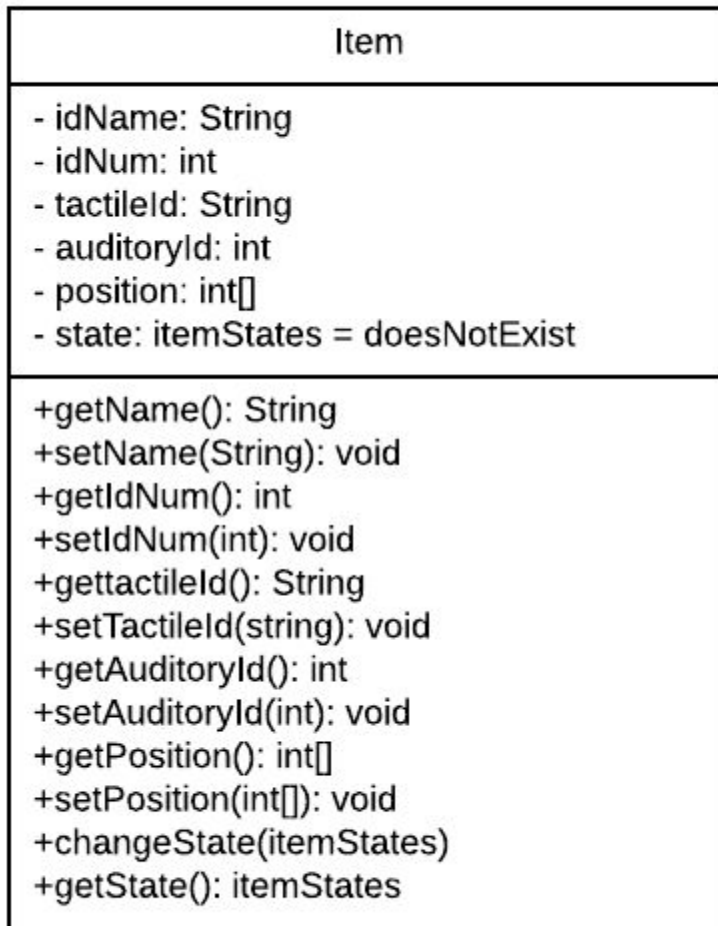 Item
- idName: String
- idNum: int
- tactileId: String
- auditoryId: int
- position: int[]
- state: itemStates = doesNotExist
+getName(): String
+setName(String): void
+getIdNum(): int
+setIdNum(int): void
+gettactileId(): String
+setTactileId(string): void
+getAuditoryId(): int
+setAuditoryId(int): void
+getPosition(): int[]
+setPosition(int[]): void
+changeState(itemStates)
+getState(): itemStates